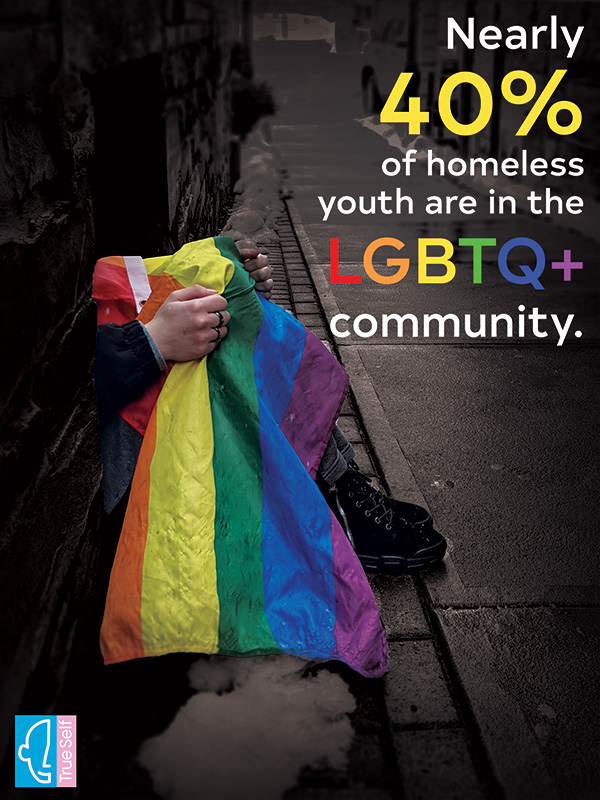 Nearly
40%
of homeless
youth are in the
LGBTQ+
community.
True Self